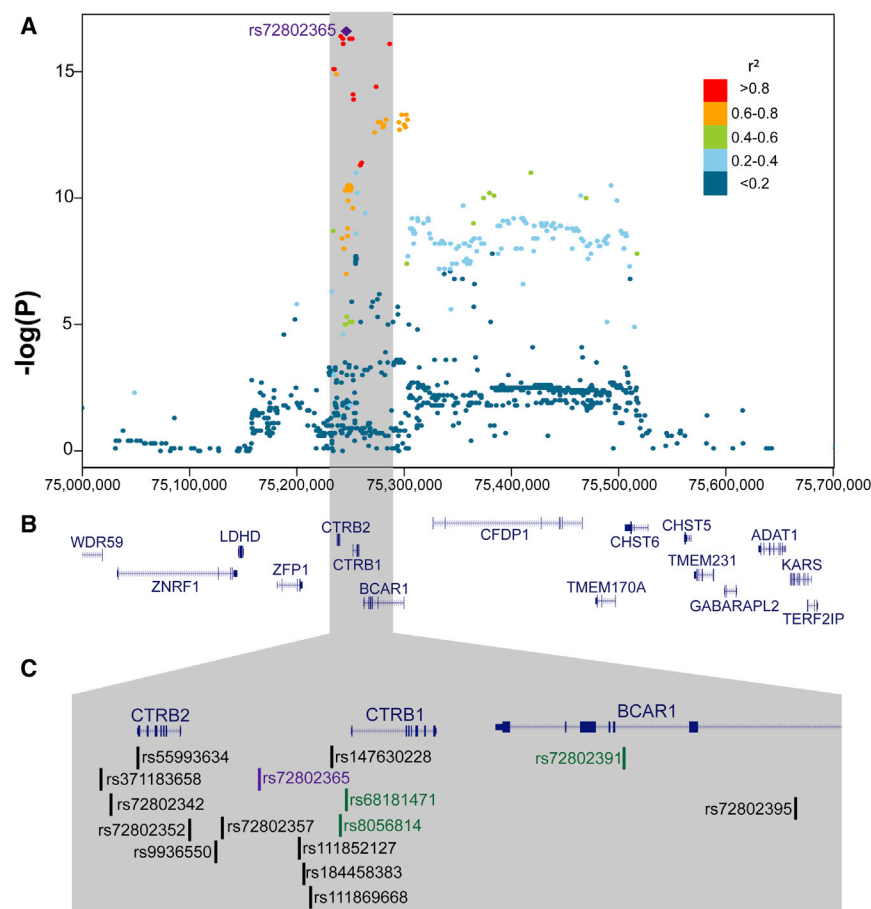 A
rs72802365
-log(P)
15
10
5
0
r²
>0.8
0.6-0.8
0.4-0.6
0.2-0.4
<0.2
75,000,000 75,100,000 75,200,000 75,300,000 75,400,000 75,500,000 75,600,000 75,700,000
B
WDR59
ZNRF1
LDHD
ZFP1
CTRB2
CTRB1
BCAR1
CFDP1
TMEM170A
CHST6
CHST5
TMEM231
GABARAPL2
ADAT1
KARS
TERF2IP
C
CTRB2 CTRB1 BCAR1
rs55993634 rs147630228 rs72802391
rs371183658 rs72802365
rs72802342 rs68181471 rs72802395
rs72802352 rs72802357 rs8056814
rs9936550 rs111852127
rs184458383
rs111869668